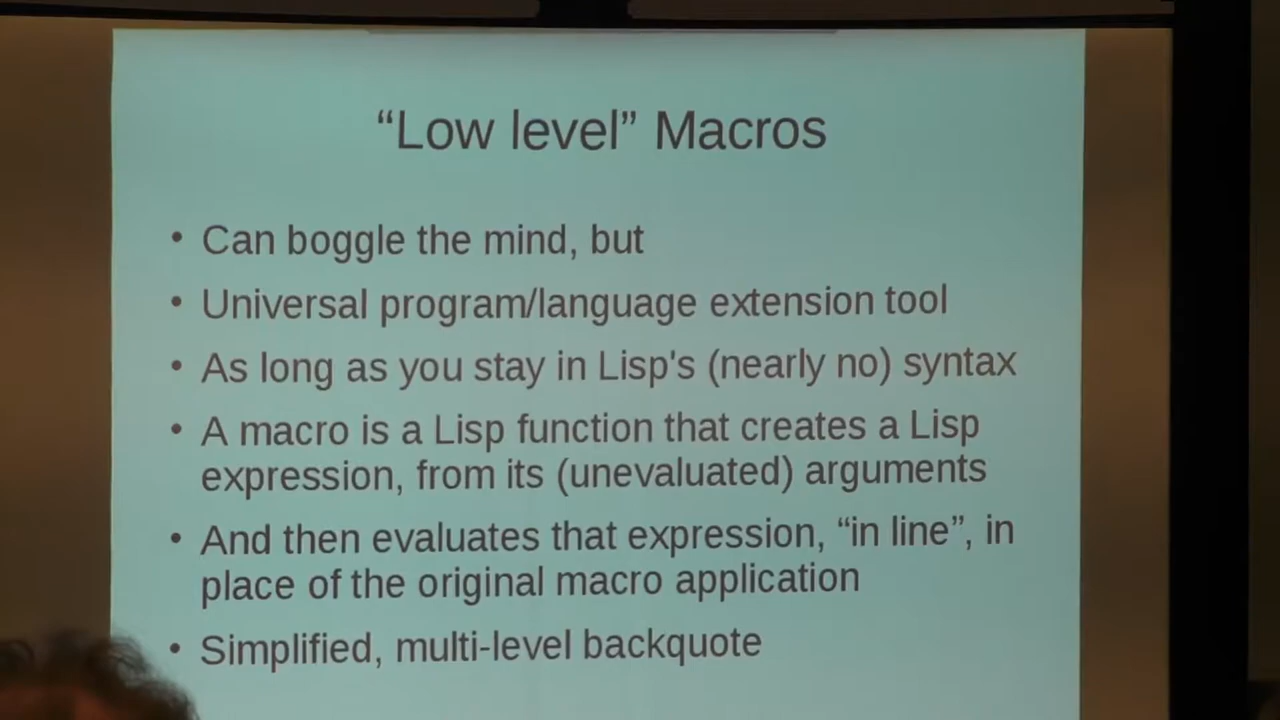 “Low level” Macros
• Can boggle the mind, but
• Universal program/language extension tool
• As long as you stay in Lisp's (nearly no) syntax
• A macro is a Lisp function that creates a Lisp
expression, from its (unevaluated) arguments
• And then evaluates that expression, “in line”, in
place of the original macro application
• Simplified, multi-level backquote